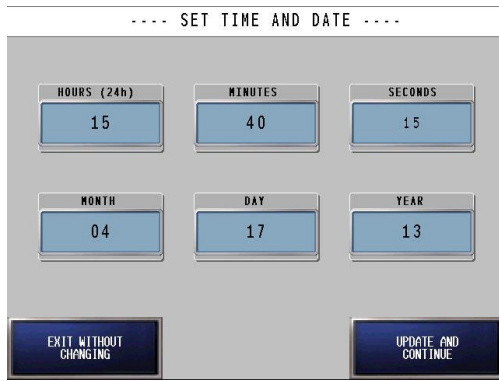 ---- SET TIME AND DATE ----
HOURS (24h) MINUTES SECONDS
15 40 15
MONTH DAY YEAR
04 17 13
EXIT WITHOUT CHANGING
UPDATE AND CONTINUE